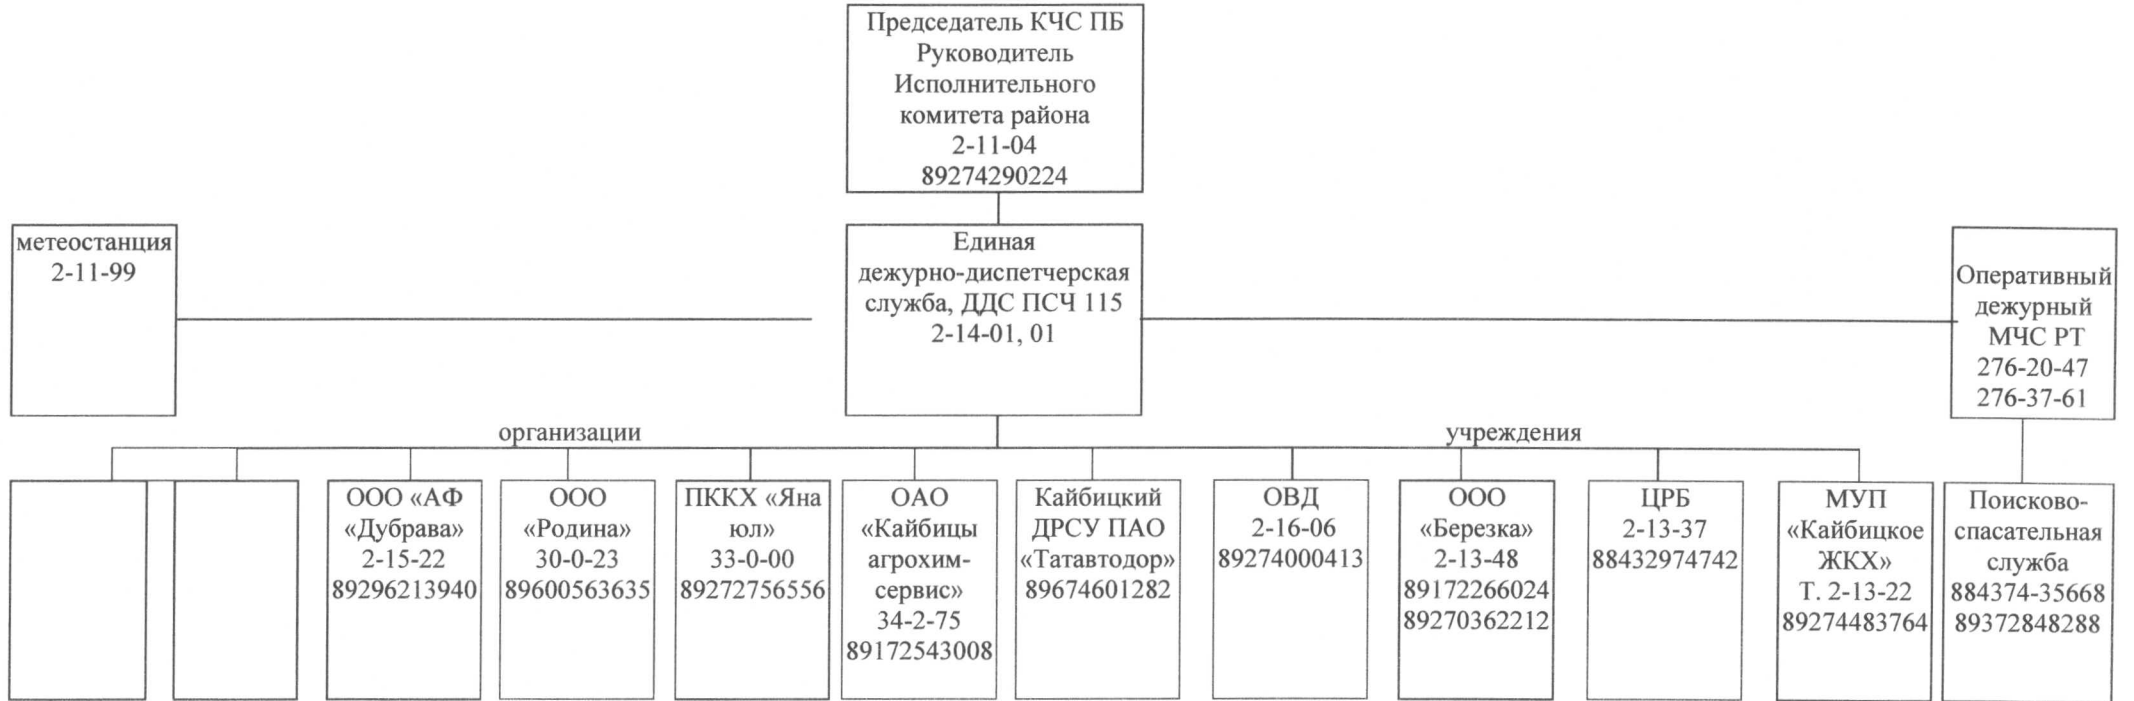 Председатель КЧС ПБ
Руководитель
Исполнительного
комитета района
2-11-04
89274290224
метеостанция
2-11-99
Единая
дежурно-диспетчерская
служба, ДДС ПСЧ 115
2-14-01, 01
Оперативный
дежурный
МЧС РТ
276-20-47
276-37-61
организации
учреждения
ООО «АФ
«Дубрава»
2-15-22
89296213940
ООО
«Родина»
30-0-23
89600563635
ПККХ «Яна
юл»
33-0-00
89272756556
ОАО
«Кайбицы
агрохим-
сервис»
34-2-75
89172543008
Кайбицкий
ДРСУ ПАО
«Татавтодор»
89674601282
ОВД
2-16-06
89274000413
ООО
«Березка»
2-13-48
89172266024
89270362212
ЦРБ
2-13-37
88432974742
МУП
«Кайбицкое
ЖКХ»
Т. 2-13-22
89274483764
Поисково-
спасательная
служба
884374-35668
89372848288